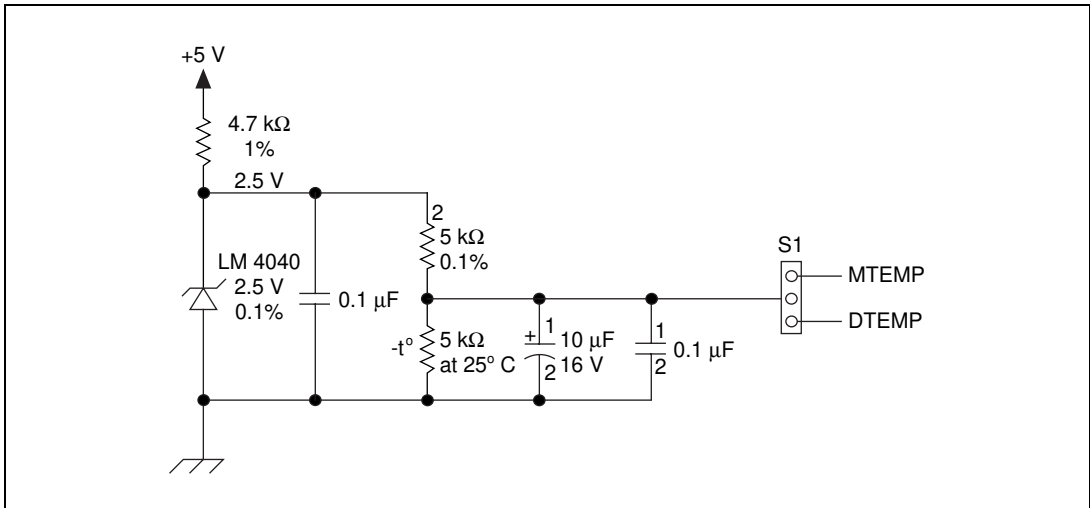 +5 V
4.7 kΩ
1%
2.5 V
2
5 kΩ
0.1%
LM 4040
2.5 V
0.1%
0.1 µF
-t°
5 kΩ
at 25° C
+
1
10 µF
16 V
2
1
0.1 µF
2
S1
MTEMP
DTEMP